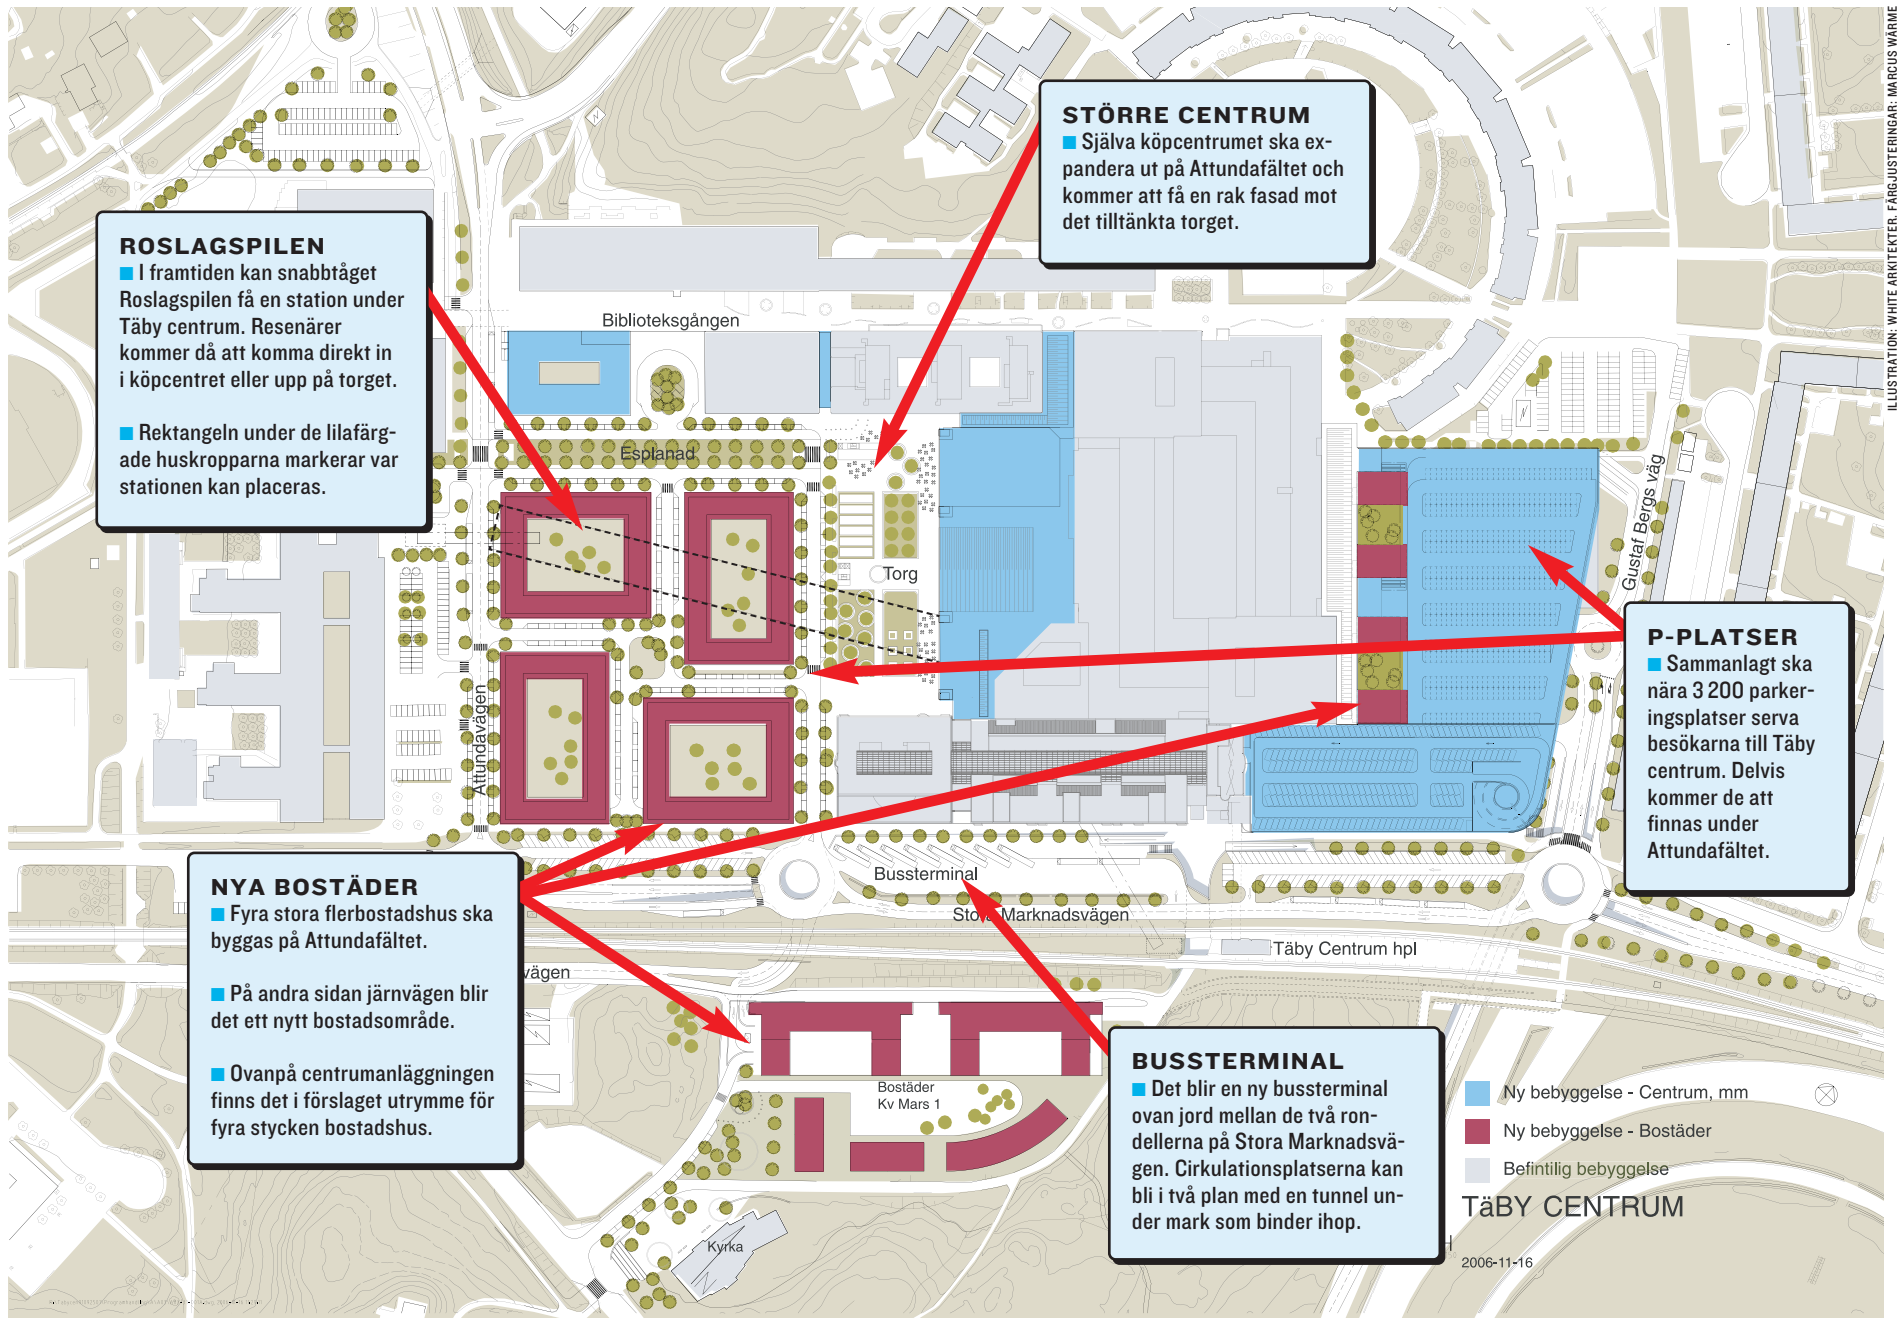 ILLUSTRATION: WHITE ARKITEKTER. FÄRGJUSTERINGAR: MARCUS WÄRME
STÖRRE CENTRUM
■ Själva köpcentrumet ska ex-
pandera ut på Attundafältet och
kommer att få en rak fasad mot
det tilltänkta torget.
ROSLAGSPILEN
■ I framtiden kan snabbtåget
Roslagspilen få en station under
Täby centrum. Resenärer
kommer då att komma direkt in
i köpcentret eller upp på torget.
■ Rektangeln under de lilafärg-
ade huskropparna markerar var
stationen kan placeras.
Biblioteksgången
Esplanad
Torg
Gustaf Bergs väg
Attundavägen
P-PLATSER
■ Sammanlagt ska
nära 3 200 parker-
ingsplatser serva
besökarna till Täby
centrum. Delvis
kommer de att
finnas under
Attundafältet.
NYA BOSTÄDER
■ Fyra stora flerbostadshus ska
byggas på Attundafältet.
■ På andra sidan järnvägen blir
det ett nytt bostadsområde.
■ Ovanpå centrumanläggningen
finns det i förslaget utrymme för
fyra stycken bostadshus.
Bussterminal
Stora Marknadsvägen
Täby Centrum hpl
vägen
Bostäder
Kv Mars 1
Kyrka
BUSSTERMINAL
■ Det blir en ny bussterminal
ovan jord mellan de två ron-
dellerna på Stora Marknadsvä-
gen. Cirkulationsplatserna kan
bli i två plan med en tunnel un-
der mark som binder ihop.
Ny bebyggelse - Centrum, mm
Ny bebyggelse - Bostäder
Befintilig bebyggelse
TäBY CENTRUM
2006-11-16